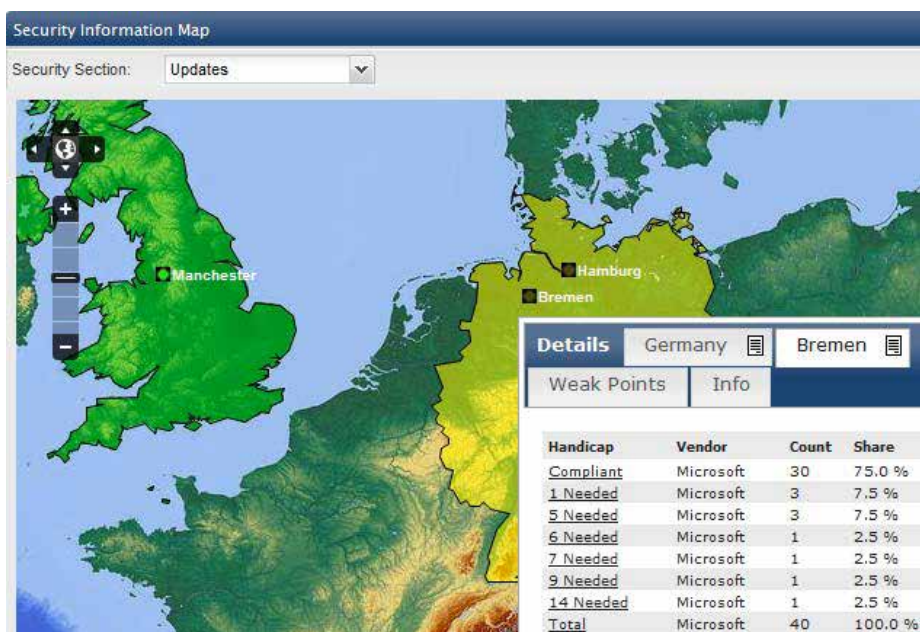 Security Information Map
Security Section: Updates
+
Manchester
Hamburg
Bremen
−
Details Germany Bremen
Weak Points Info
Handicap Vendor Count Share
Compliant Microsoft 30 75.0 %
1 Needed Microsoft 3 7.5 %
5 Needed Microsoft 3 7.5 %
6 Needed Microsoft 1 2.5 %
7 Needed Microsoft 1 2.5 %
9 Needed Microsoft 1 2.5 %
14 Needed Microsoft 1 2.5 %
Total Microsoft 40 100.0 %